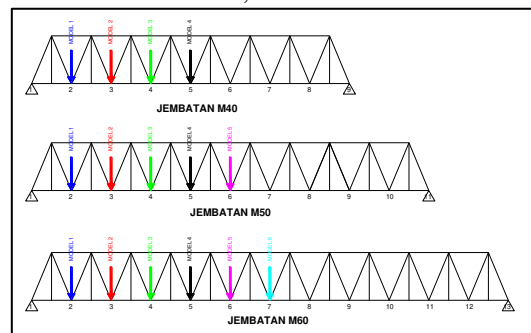 MODEL 1 MODEL 2 MODEL 3 MODEL 4
1 2 3 4 5 6 7 8 9
JEMBATAN M40
MODEL 1 MODEL 2 MODEL 3 MODEL 4 MODEL 5
1 2 3 4 5 6 7 8 9 10 11
JEMBATAN M50
MODEL 1 MODEL 2 MODEL 3 MODEL 4 MODEL 5 MODEL 6
1 2 3 4 5 6 7 8 9 10 11 12 13
JEMBATAN M60